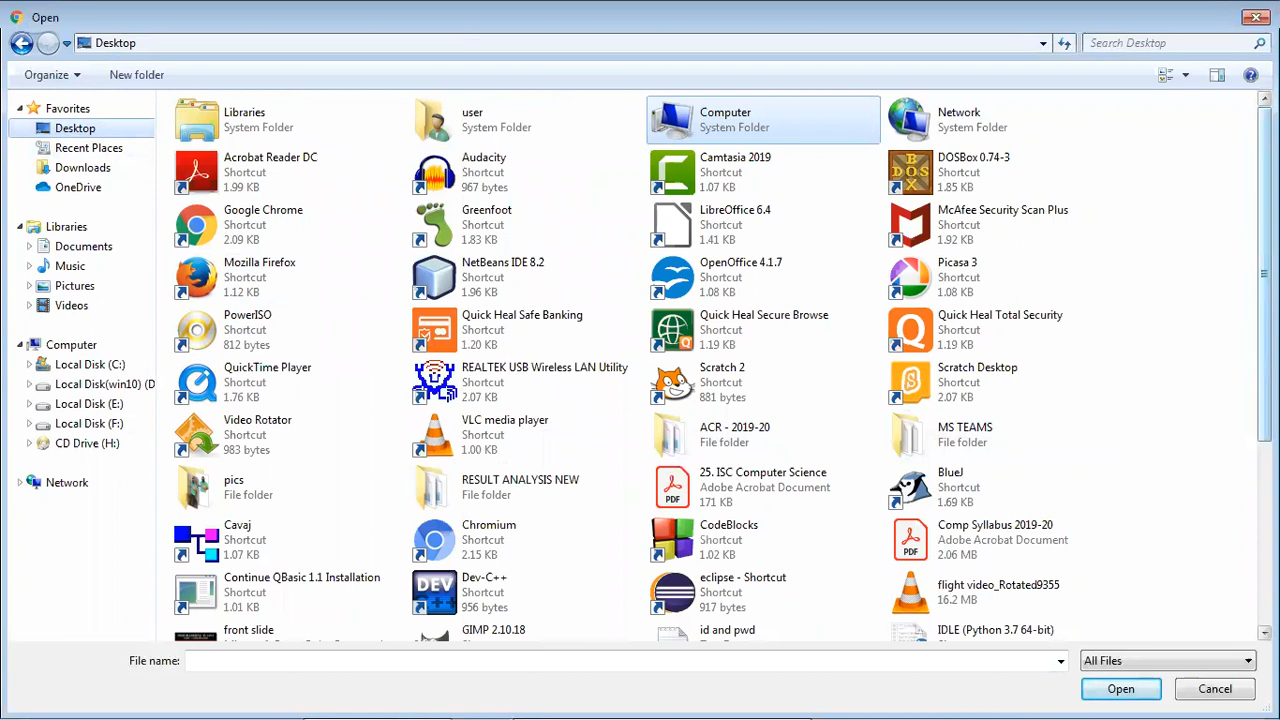 Open
Desktop
Search Desktop
Organize
New folder
Favorites
Desktop
Recent Places
Downloads
OneDrive
Libraries
Documents
Music
Pictures
Videos
Computer
Local Disk (C:)
Local Disk(win10) (D
Local Disk (E:)
Local Disk (F:)
CD Drive (H:)
Network
Libraries
System Folder
user
System Folder
Computer
System Folder
Network
System Folder
Acrobat Reader DC
Shortcut
1.99 KB
Audacity
Shortcut
967 bytes
Camtasia 2019
Shortcut
1.07 KB
DOSBox 0.74-3
Shortcut
1.85 KB
Google Chrome
Shortcut
2.09 KB
Greenfoot
Shortcut
1.83 KB
LibreOffice 6.4
Shortcut
1.41 KB
McAfee Security Scan Plus
Shortcut
1.92 KB
Mozilla Firefox
Shortcut
1.12 KB
NetBeans IDE 8.2
Shortcut
1.96 KB
OpenOffice 4.1.7
Shortcut
1.08 KB
Picasa 3
Shortcut
1.08 KB
PowerISO
Shortcut
812 bytes
Quick Heal Safe Banking
Shortcut
1.20 KB
Quick Heal Secure Browse
Shortcut
1.19 KB
Quick Heal Total Security
Shortcut
1.19 KB
QuickTime Player
Shortcut
1.76 KB
REALTEK USB Wireless LAN Utility
Shortcut
2.07 KB
Scratch 2
Shortcut
881 bytes
Scratch Desktop
Shortcut
2.07 KB
Video Rotator
Shortcut
983 bytes
VLC media player
Shortcut
1.00 KB
ACR - 2019-20
File folder
MS TEAMS
File folder
pics
File folder
RESULT ANALYSIS NEW
File folder
25. ISC Computer Science
Adobe Acrobat Document
171 KB
BlueJ
Shortcut
1.69 KB
Cavaj
Shortcut
1.07 KB
Chromium
Shortcut
2.15 KB
CodeBlocks
Shortcut
1.02 KB
Comp Syllabus 2019-20
Adobe Acrobat Document
2.06 MB
Continue QBasic 1.1 Installation
Shortcut
1.01 KB
Dev-C++
Shortcut
956 bytes
eclipse - Shortcut
Shortcut
917 bytes
flight video_Rotated9355
16.2 MB
front slide
GIMP 2.10.18
id and pwd
IDLE (Python 3.7 64-bit)
File name:
All Files
Open
Cancel